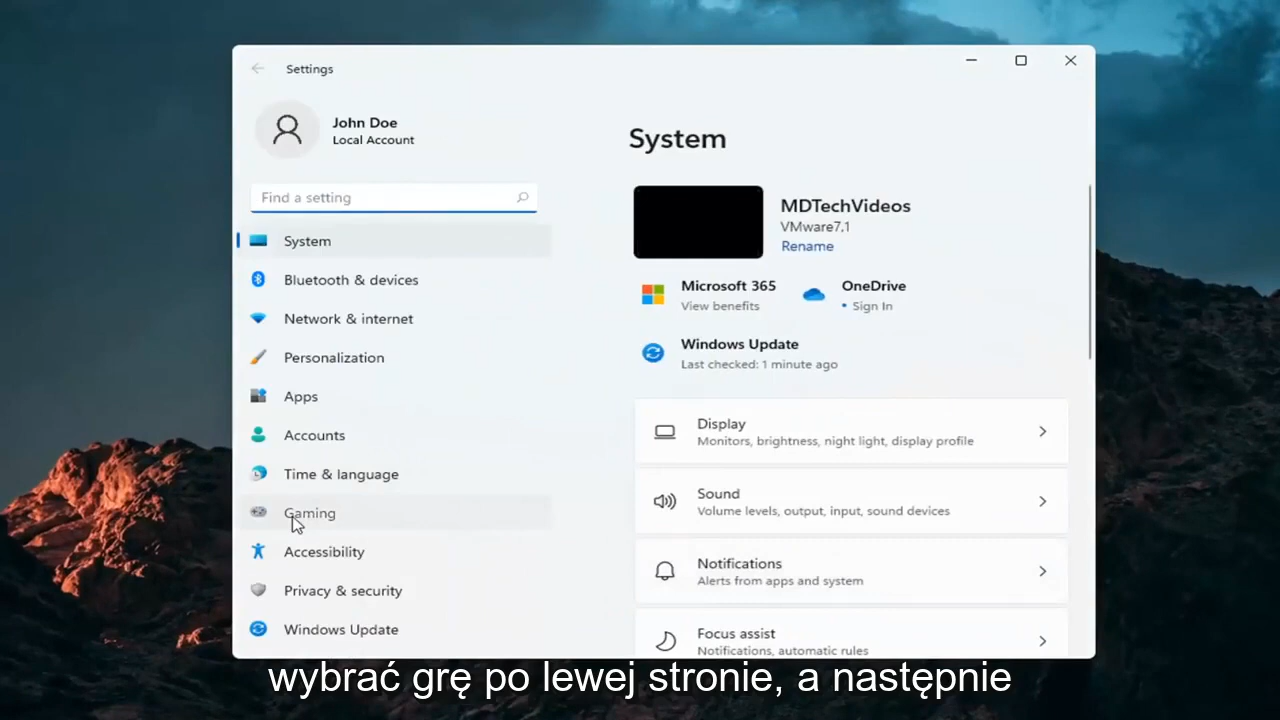 Settings
John Doe
Local Account
Find a setting
System
Bluetooth & devices
Network & internet
Personalization
Apps
Accounts
Time & language
Gaming
Accessibility
Privacy & security
Windows Update
System
MDTechVideos
VMware7,1
Rename
Microsoft 365
View benefits
OneDrive
• Sign In
Windows Update
Last checked: 1 minute ago
Display
Monitors, brightness, night light, display profile
Sound
Volume levels, output, input, sound devices
Notifications
Alerts from apps and system
Focus assist
Notifications, automatic rules
wybrać grę po lewej stronie, a następnie